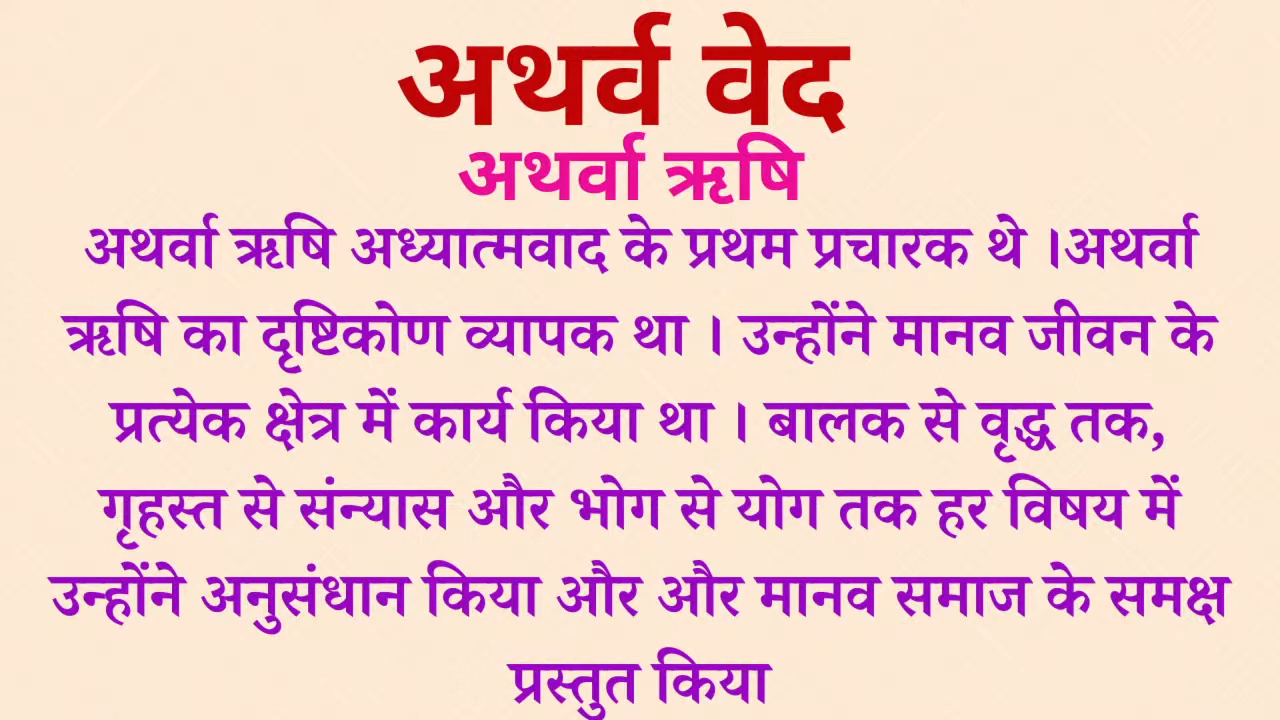 अथर्व वेद
अथर्वा ऋषि
अथर्वा ऋषि अध्यात्मवाद के प्रथम प्रचारक थे ।अथर्वा
ऋषि का दृष्टिकोण व्यापक था । उन्होंने मानव जीवन के
प्रत्येक क्षेत्र में कार्य किया था । बालक से वृद्ध तक,
गृहस्त से संन्यास और भोग से योग तक हर विषय में
उन्होंने अनुसंधान किया और और मानव समाज के समक्ष
प्रस्तुत किया